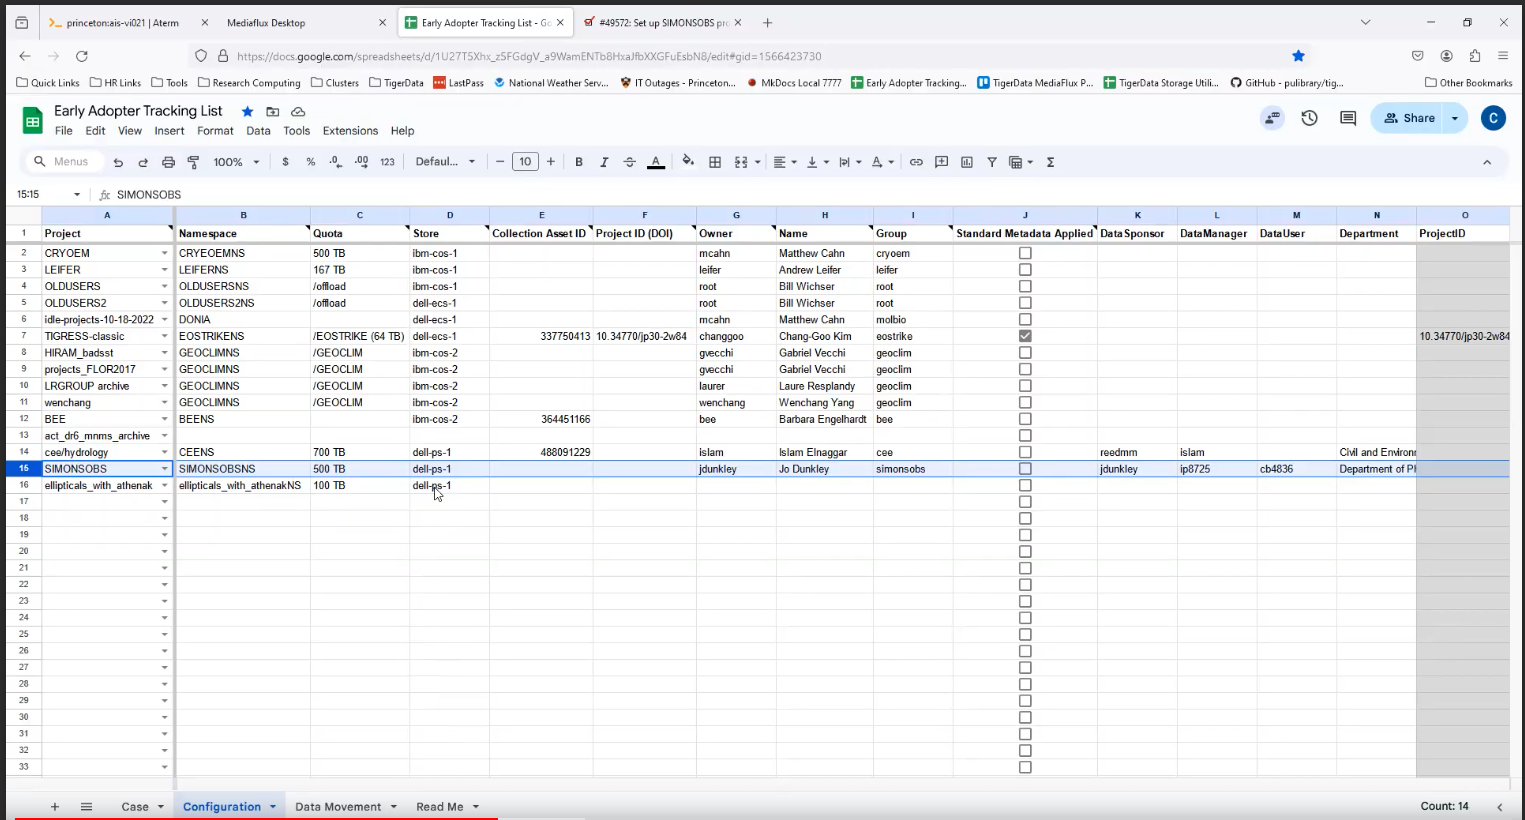 princeton:ais-vi021 | Aterm
Mediaflux Desktop
Early Adopter Tracking List - Go
#49572: Set up SIMONSOBS pro
https://docs.google.com/spreadsheets/d/1U27T5Xhx_z5FGdgV_a9WamENTb8HxaJfbXXGFuEsbN8/edit#gid=1566423730
Quick Links HR Links Tools Research Computing Clusters TigerData LastPass National Weather Serv... IT Outages - Princeton... MkDocs Local 7777 Early Adopter Tracking... TigerData MediaFlux P... TigerData Storage Utili... GitHub - pulibrary/tig... Other Bookmarks
Early Adopter Tracking List
File Edit View Insert Format Data Tools Extensions Help
Share
C
Menus 100% $ % .0 .00 123 Defaul... 10 B I A
15:15 fx SIMONSOBS
A B C D E F G H I J K L M N O
1 Project Namespace Quota Store Collection Asset ID Project ID (DOI) Owner Name Group Standard Metadata Applied DataSponsor DataManager DataUser Department ProjectID
2 CRYOEM CRYEOEMNS 500 TB ibm-cos-1 mcahn Matthew Cahn cryoem
3 LEIFER LEIFERNS 167 TB ibm-cos-1 leifer Andrew Leifer leifer
4 OLDUSERS OLDUSERSNS /offload ibm-cos-1 root Bill Wichser root
5 OLDUSERS2 OLDUSERS2NS /offload dell-ecs-1 root Bill Wichser root
6 idle-projects-10-18-2022 DONIA dell-ecs-1 mcahn Matthew Cahn molbio
7 TIGRESS-classic EOSTRIKENS /EOSTRIKE (64 TB) dell-ecs-1 337750413 10.34770/jp30-2w84 changgoo Chang-Goo Kim eostrike 10.34770/jp30-2w84
8 HIRAM_badsst GEOCLIMNS /GEOCLIM ibm-cos-2 gvecchi Gabriel Vecchi geoclim
9 projects_FLOR2017 GEOCLIMNS /GEOCLIM ibm-cos-2 gvecchi Gabriel Vecchi geoclim
10 LRGROUP archive GEOCLIMNS /GEOCLIM ibm-cos-2 laurer Laure Resplandy geoclim
11 wenchang GEOCLIMNS /GEOCLIM ibm-cos-2 wenchang Wenchang Yang geoclim
12 BEE BEENS ibm-cos-2 364451166 bee Barbara Engelhardt bee
13 act_dr6_mnms_archive
14 cee/hydrology CEENS 700 TB dell-ps-1 488091229 islam Islam Elnaggar cee reedmm islam Civil and Environ
15 SIMONSOBS SIMONSOBSNS 500 TB dell-ps-1 jdunkley Jo Dunkley simonsobs jdunkley ip8725 cb4836 Department of Ph
16 ellipticals_with_athenak ellipticals_with_athenakNS 100 TB dell-ps-1
17
18
19
20
21
22
23
24
25
26
27
28
29
30
31
32
33
Case Configuration Data Movement Read Me Count: 14